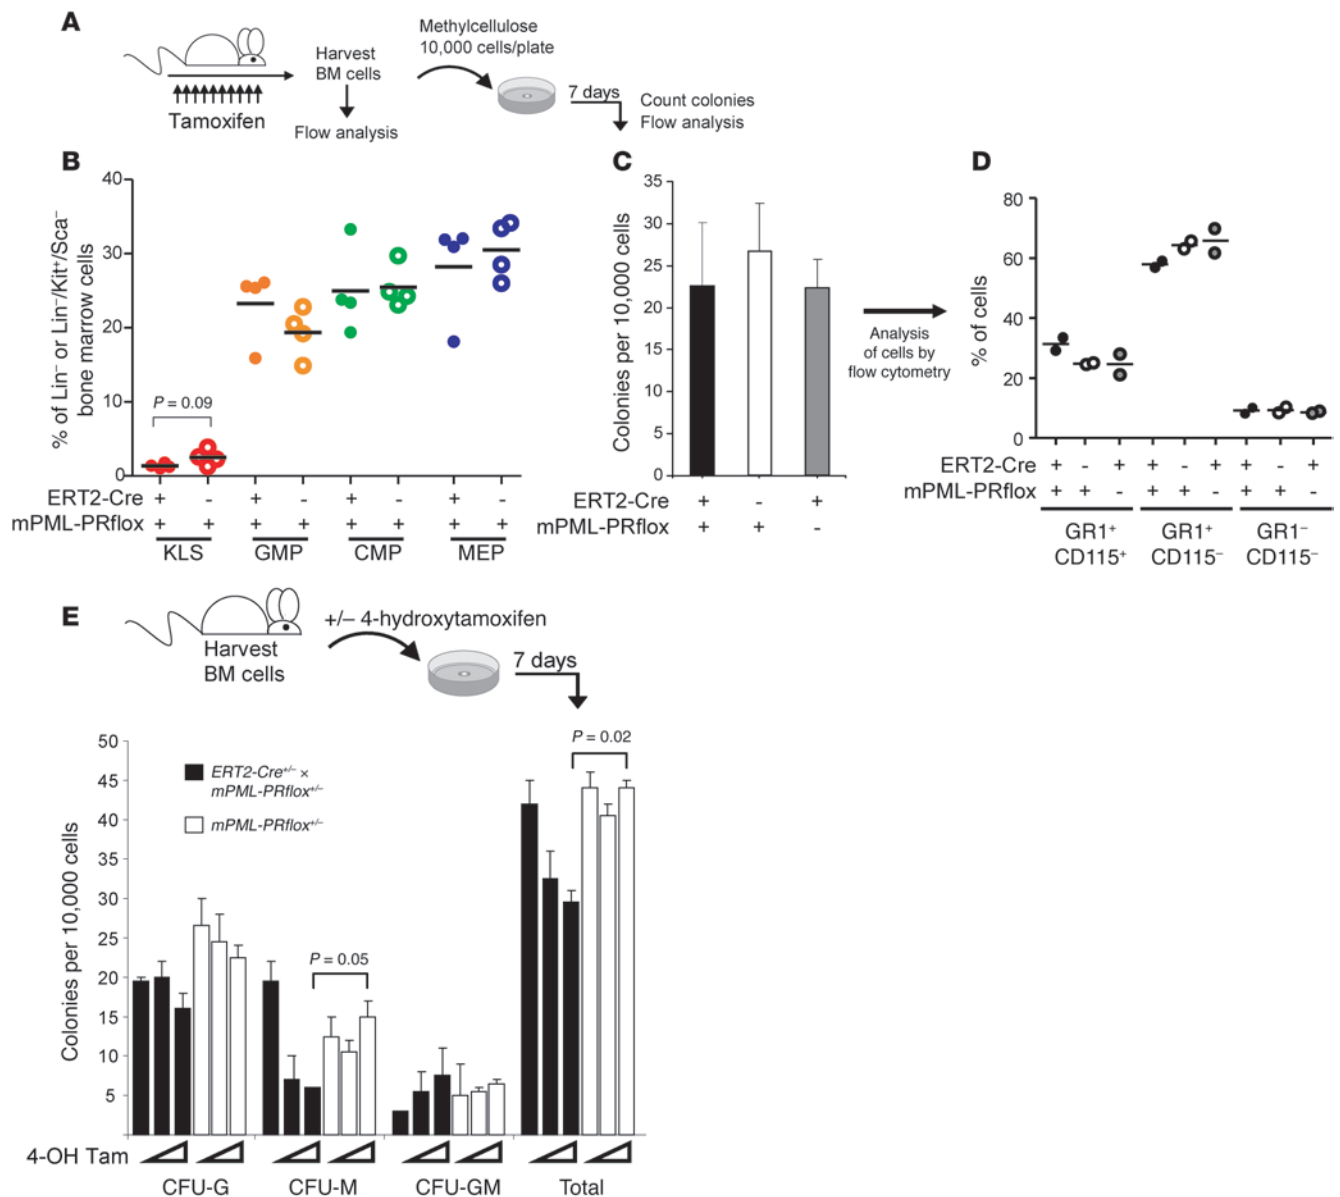 A
Tamoxifen
Harvest
BM cells
Flow analysis
Methylcellulose
10,000 cells/plate
7 days
Count colonies
Flow analysis
B
% of Lin⁻ or Lin⁻/Kit⁺/Sca⁻
bone marrow cells
40
30
20
10
0
P = 0.09
ERT2-Cre + - + - + - + -
mPML-PRflox + + + + + + + +
KLS GMP CMP MEP
C
Colonies per 10,000 cells
35
30
25
20
15
10
5
0
ERT2-Cre + - +
mPML-PRflox + + -
Analysis
of cells by
flow cytometry
D
% of cells
80
60
40
20
0
ERT2-Cre + - + + - + + - +
mPML-PRflox + + - + + - + + -
GR1⁺ GR1⁺ GR1⁻
CD115⁺ CD115⁻ CD115⁻
E
Harvest
BM cells
+/– 4-hydroxytamoxifen
7 days
Colonies per 10,000 cells
50
45
40
35
30
25
20
15
10
5
ERT2-Cre⁺/⁻ ×
mPML-PRflox⁺/⁻
mPML-PRflox⁺/⁻
P = 0.05
P = 0.02
4-OH Tam
CFU-G CFU-M CFU-GM Total